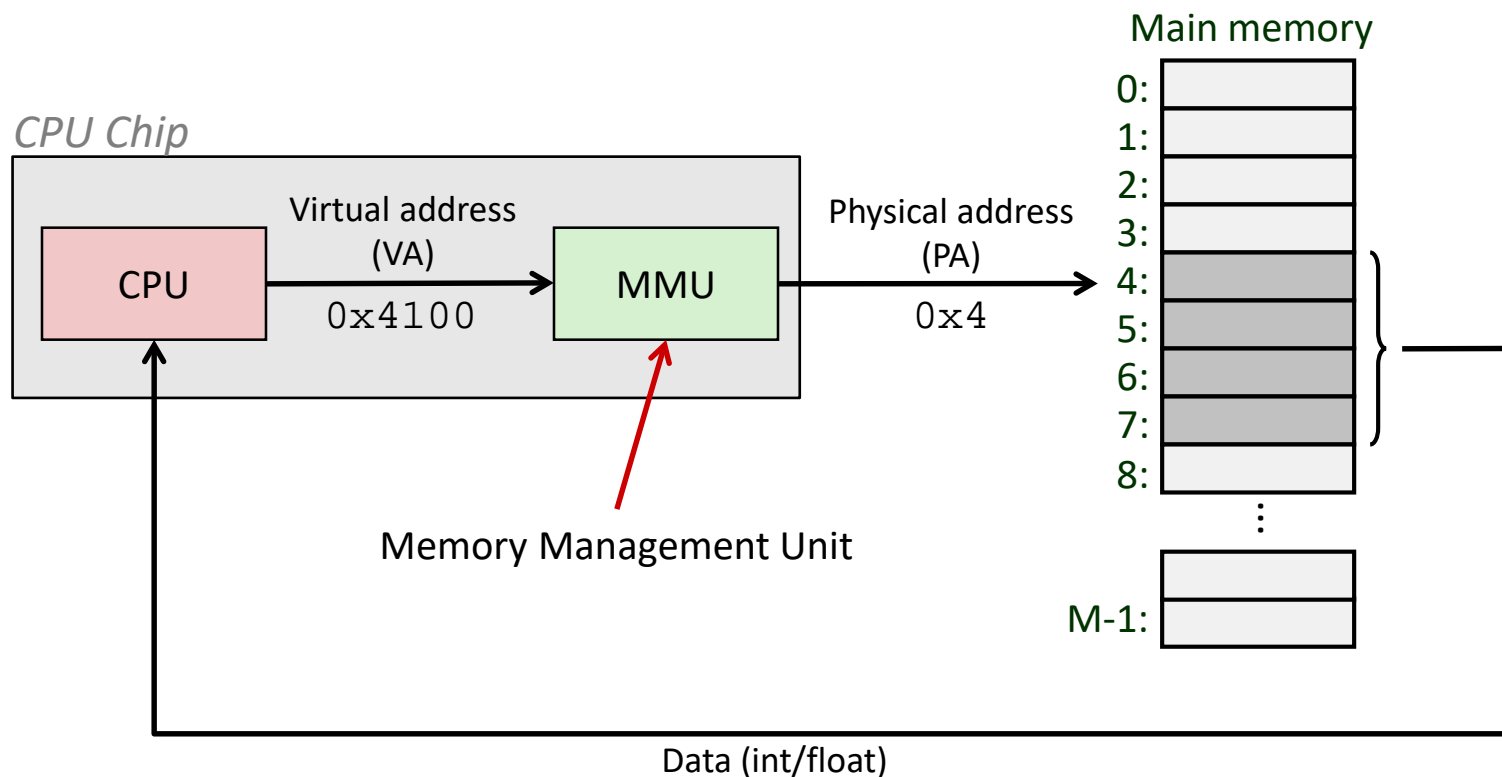 Main memory
0:
1:
2:
3:
4:
5:
6:
7:
8:
...
M-1:
CPU Chip
Virtual address
(VA)
CPU
0x4100
MMU
Physical address
(PA)
0x4
Memory Management Unit
Data (int/float)